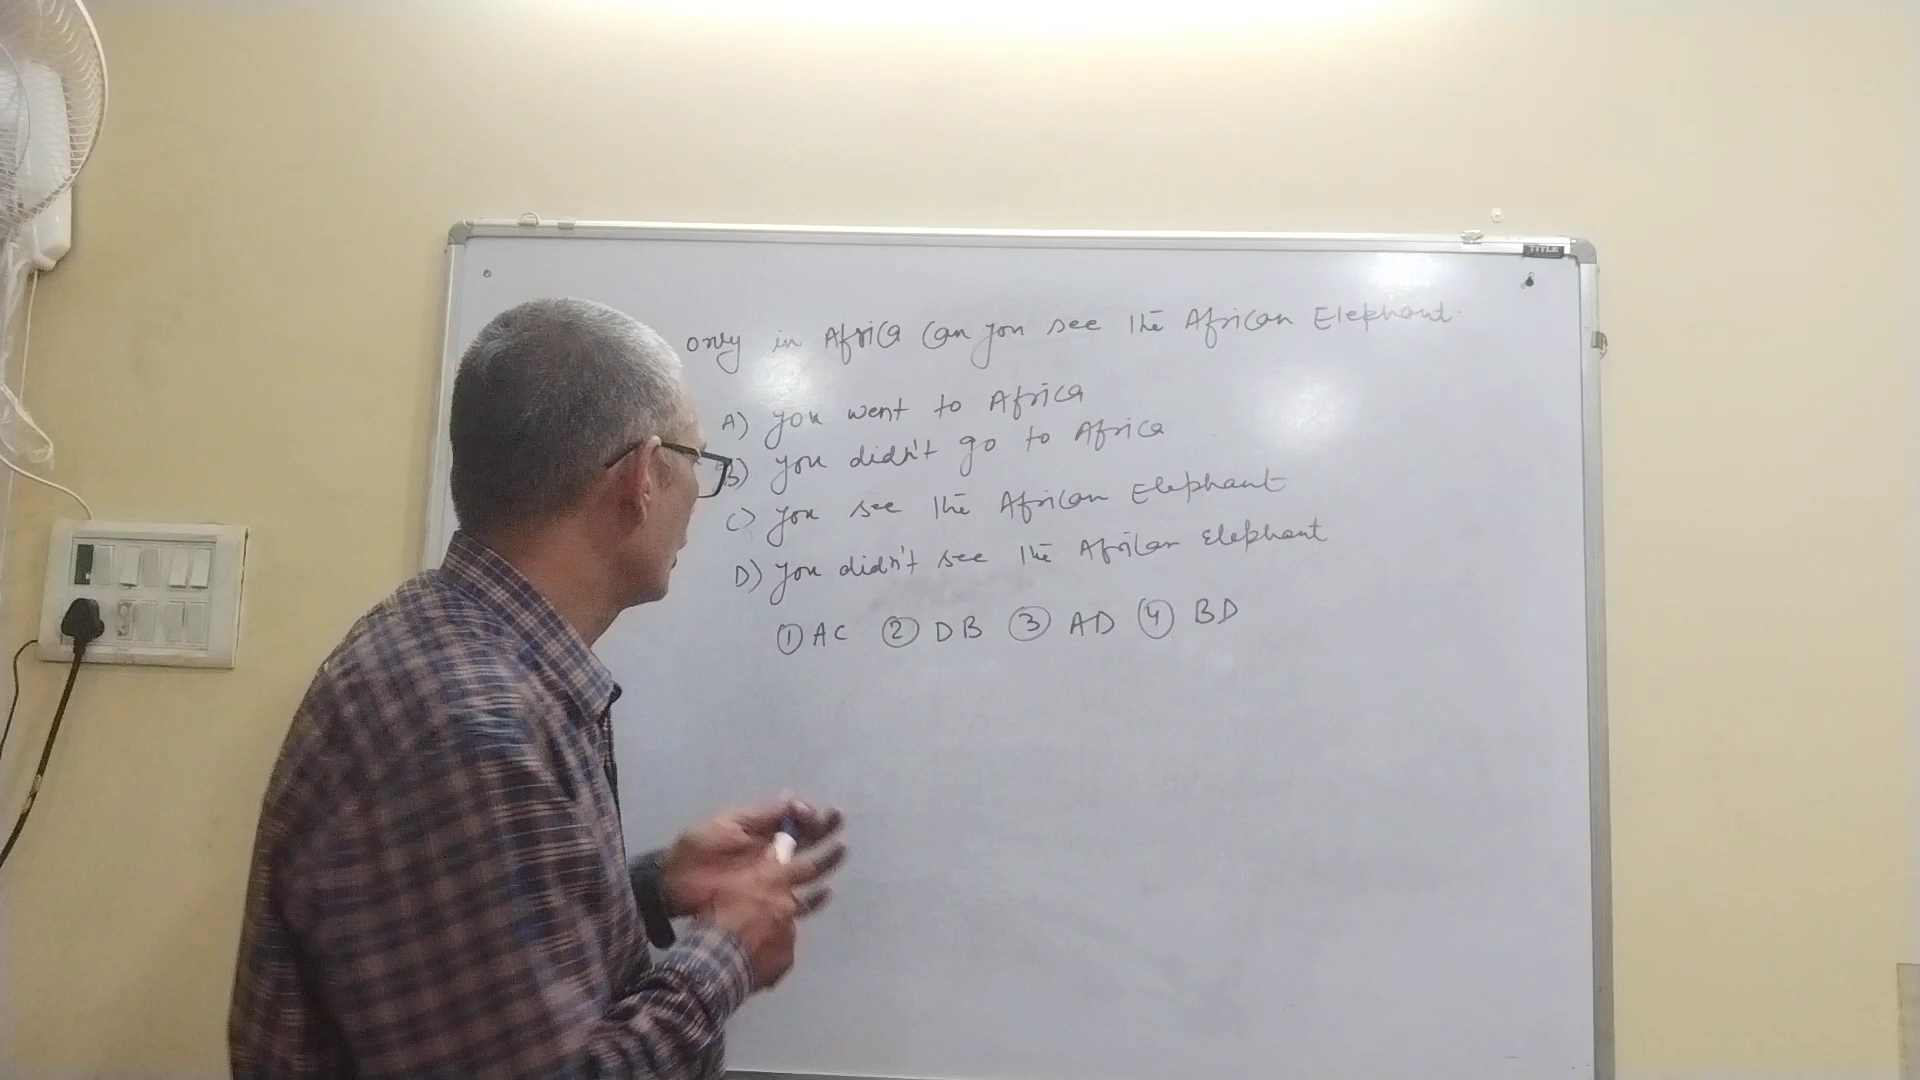 TITLE
only in Africa can you see the African Elephant.
A) you went to Africa
B) you didn't go to Africa
C) you see the African Elephant
D) you didn't see the African elephant
① AC ② DB ③ AD ④ BD